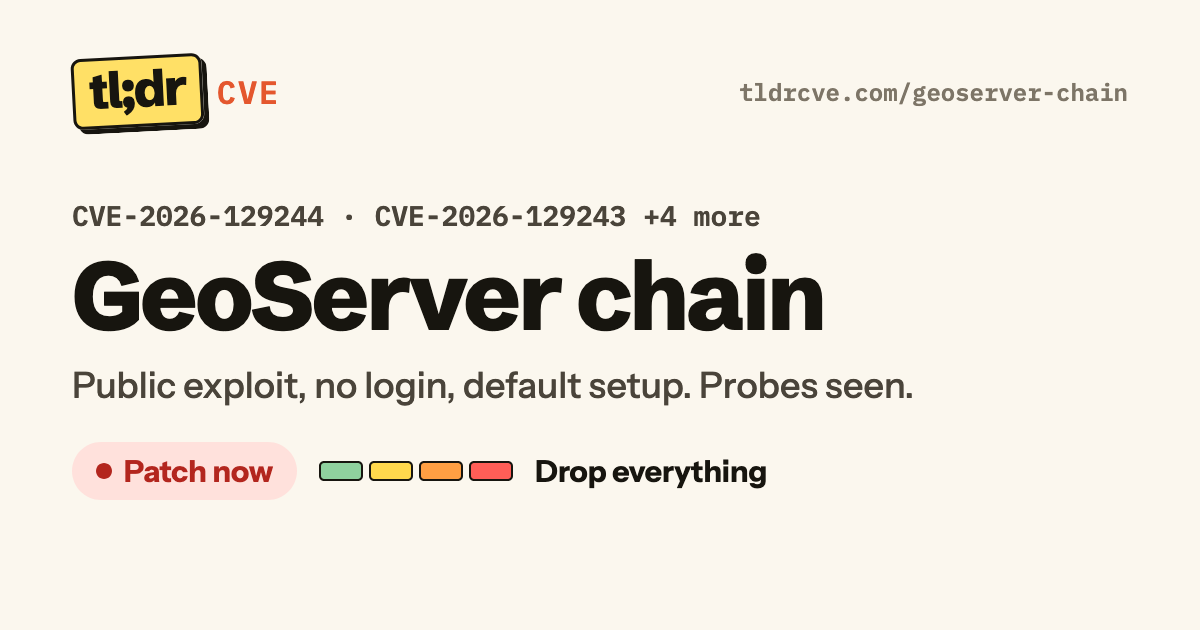 tl;dr CVE
tldrcve.com/geoserver-chain
CVE-2026-129244 · CVE-2026-129243 +4 more
GeoServer chain
Public exploit, no login, default setup. Probes seen.
Patch now Drop everything